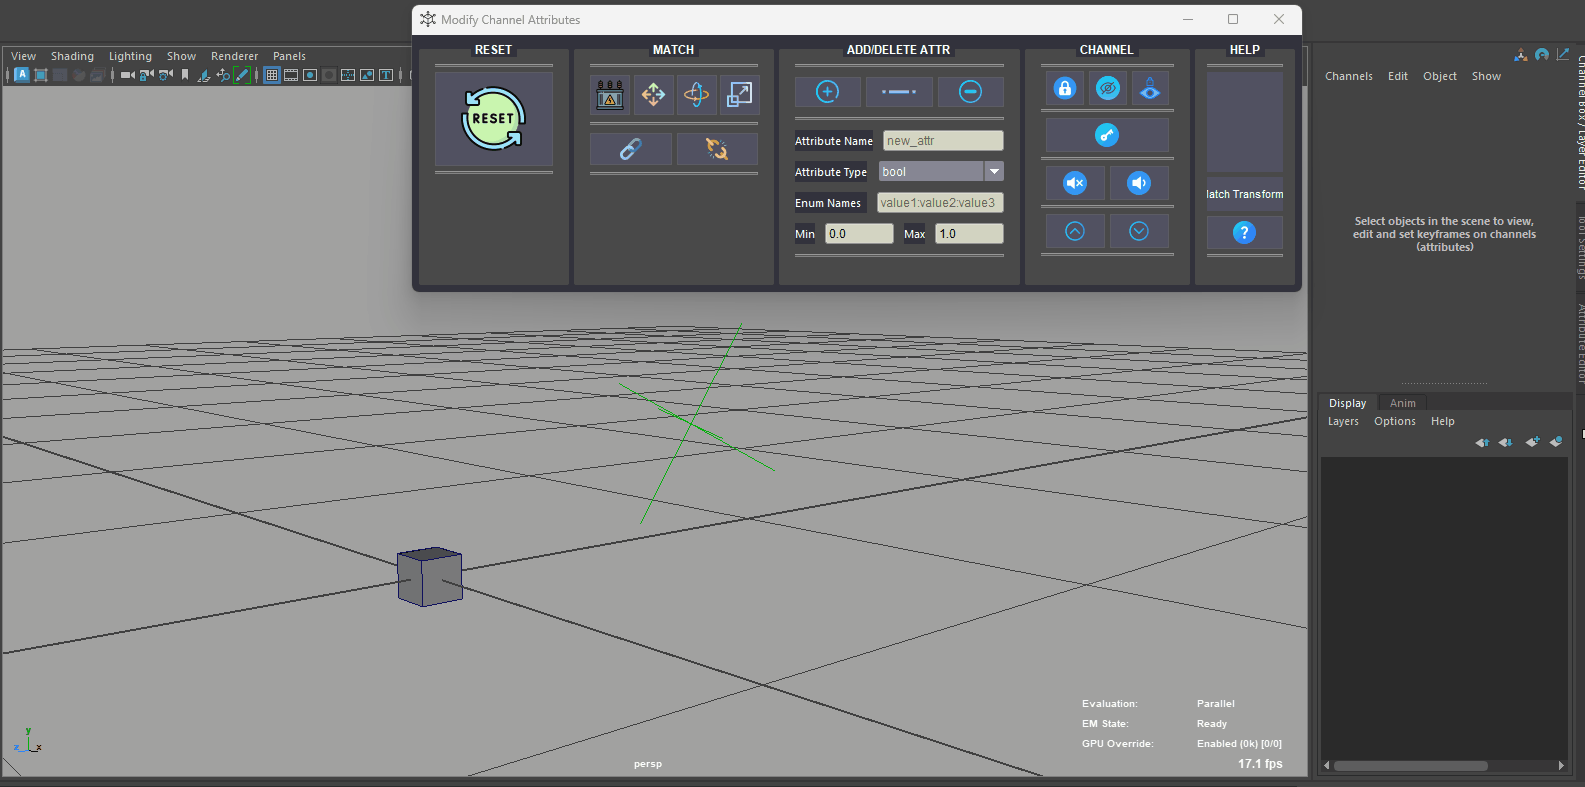 Modify Channel Attributes
View Shading Lighting Show Renderer Panels
RESET
RESET
MATCH
ADD/DELETE ATTR
Attribute Name new_attr
Attribute Type bool
Enum Names value1:value2:value3
Min 0.0 Max 1.0
CHANNEL
HELP
latch Transform
?
Channels Edit Object Show
Channel Box / Layer Editor
Attribute Editor
Select objects in the scene to view,
edit and set keyframes on channels
(attributes)
Display Anim
Layers Options Help
Evaluation: Parallel
EM State: Ready
GPU Override: Enabled (0k) [0/0]
17.1 fps
persp
y
z x